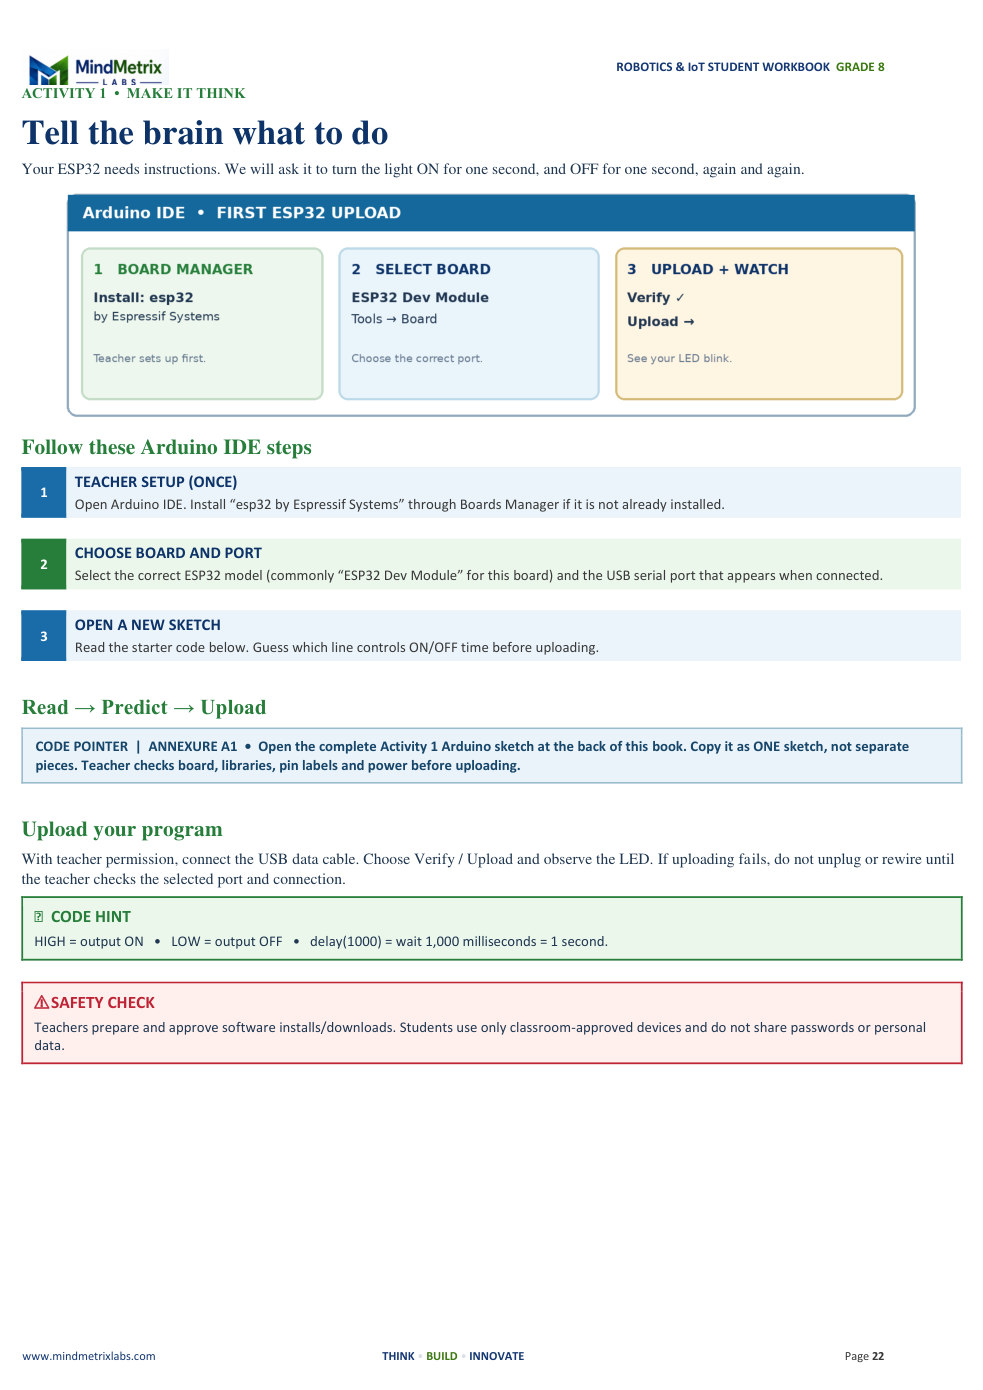 MindMetrix
LABS
ROBOTICS & IoT STUDENT WORKBOOK GRADE 8
ACTIVITY 1 • MAKE IT THINK
Tell the brain what to do
Your ESP32 needs instructions. We will ask it to turn the light ON for one second, and OFF for one second, again and again.
Arduino IDE • FIRST ESP32 UPLOAD
1 BOARD MANAGER
Install: esp32
by Espressif Systems
Teacher sets up first.
2 SELECT BOARD
ESP32 Dev Module
Tools → Board
Choose the correct port.
3 UPLOAD + WATCH
Verify ✓
Upload →
See your LED blink.
Follow these Arduino IDE steps
1
TEACHER SETUP (ONCE)
Open Arduino IDE. Install “esp32 by Espressif Systems” through Boards Manager if it is not already installed.
2
CHOOSE BOARD AND PORT
Select the correct ESP32 model (commonly “ESP32 Dev Module” for this board) and the USB serial port that appears when connected.
3
OPEN A NEW SKETCH
Read the starter code below. Guess which line controls ON/OFF time before uploading.
Read → Predict → Upload
CODE POINTER | ANNEXURE A1 • Open the complete Activity 1 Arduino sketch at the back of this book. Copy it as ONE sketch, not separate
pieces. Teacher checks board, libraries, pin labels and power before uploading.
Upload your program
With teacher permission, connect the USB data cable. Choose Verify / Upload and observe the LED. If uploading fails, do not unplug or rewire until
the teacher checks the selected port and connection.
CODE HINT
HIGH = output ON • LOW = output OFF • delay(1000) = wait 1,000 milliseconds = 1 second.
⚠SAFETY CHECK
Teachers prepare and approve software installs/downloads. Students use only classroom-approved devices and do not share passwords or personal
data.
www.mindmetrixlabs.com
THINK • BUILD • INNOVATE
Page 22